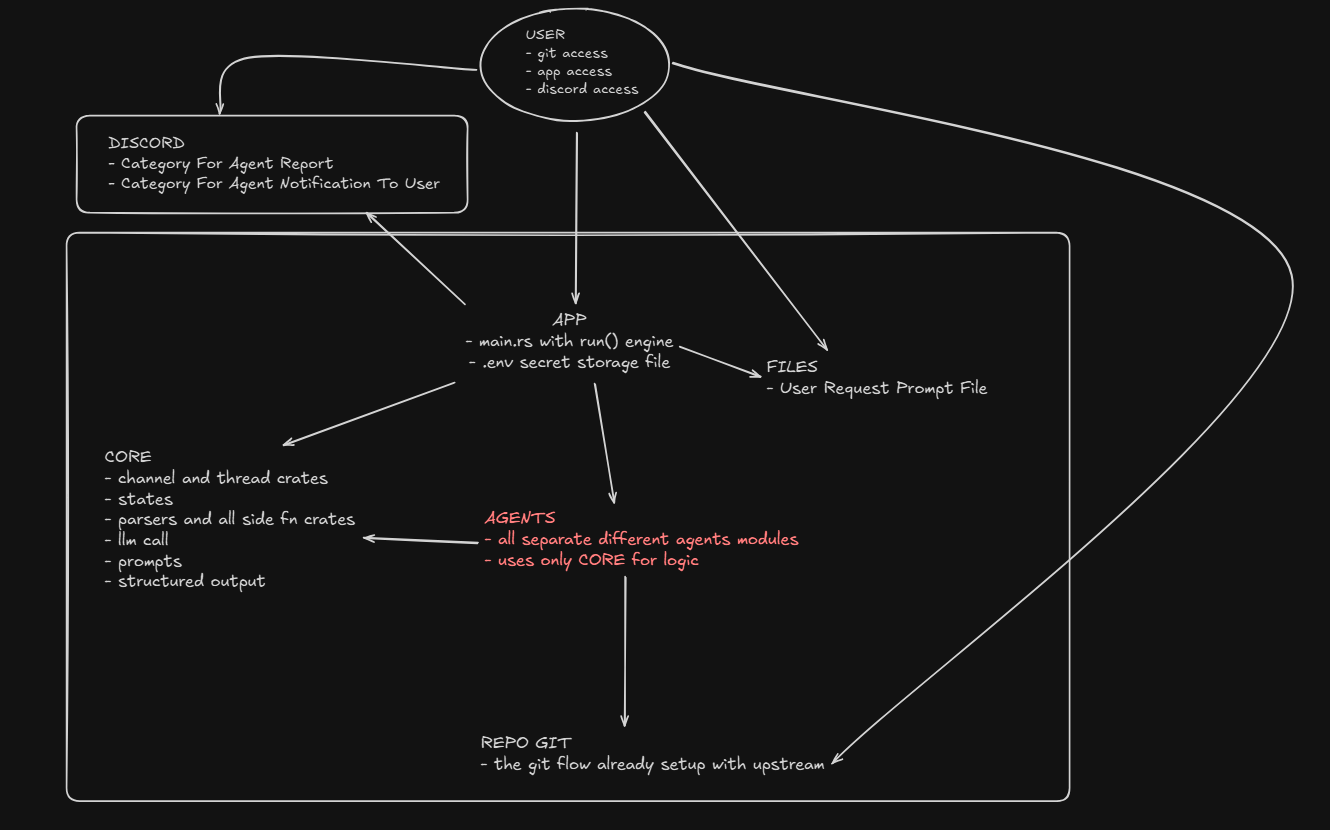 USER
- git access
- app access
- discord access
DISCORD
- Category For Agent Report
- Category For Agent Notification To User
APP
- main.rs with run() engine
- .env secret storage file
FILES
- User Request Prompt File
CORE
- channel and thread crates
- states
- parsers and all side fn crates
- llm call
- prompts
- structured output
AGENTS
- all separate different agents modules
- uses only CORE for logic
REPO GIT
- the git flow already setup with upstream